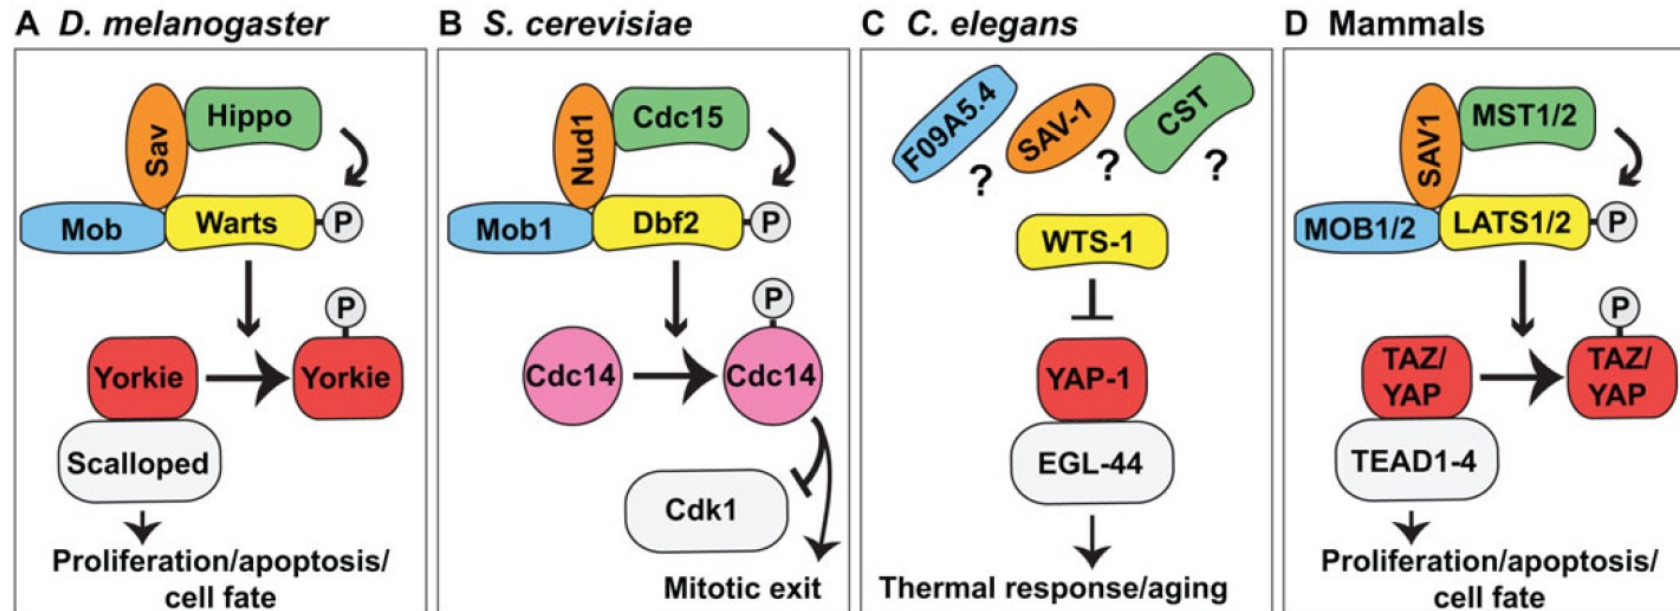 A D. melanogaster
Sav
Hippo
Mob
Warts
P
P
Yorkie
Yorkie
Scalloped
Proliferation/apoptosis/
cell fate
B S. cerevisiae
Nud1
Cdc15
Mob1
Dbf2
P
P
Cdc14
Cdc14
Cdk1
Mitotic exit
C C. elegans
F09A5.4
?
SAV-1
?
CST
?
WTS-1
YAP-1
EGL-44
Thermal response/aging
D Mammals
SAV1
MST1/2
MOB1/2
LATS1/2
P
P
TAZ/
YAP
TAZ/
YAP
TEAD1-4
Proliferation/apoptosis/
cell fate